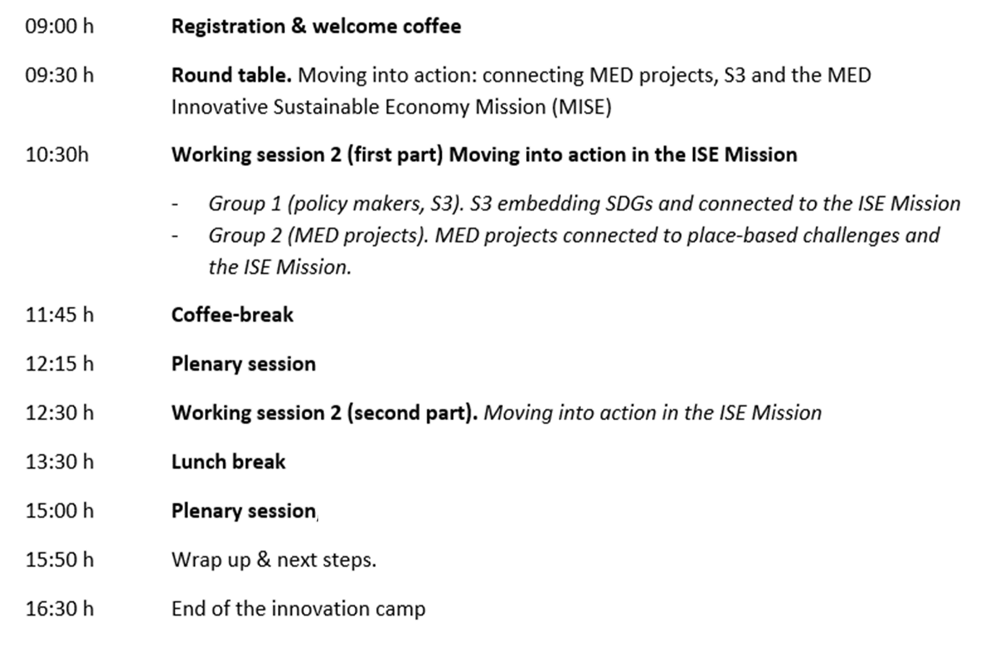 09:00 h Registration & welcome coffee
09:30 h Round table. Moving into action: connecting MED projects, S3 and the MED
Innovative Sustainable Economy Mission (MISE)
10:30h Working session 2 (first part) Moving into action in the ISE Mission
- Group 1 (policy makers, S3). S3 embedding SDGs and connected to the ISE Mission
- Group 2 (MED projects). MED projects connected to place-based challenges and
the ISE Mission.
11:45 h Coffee-break
12:15 h Plenary session
12:30 h Working session 2 (second part). Moving into action in the ISE Mission
13:30 h Lunch break
15:00 h Plenary session,
15:50 h Wrap up & next steps.
16:30 h End of the innovation camp